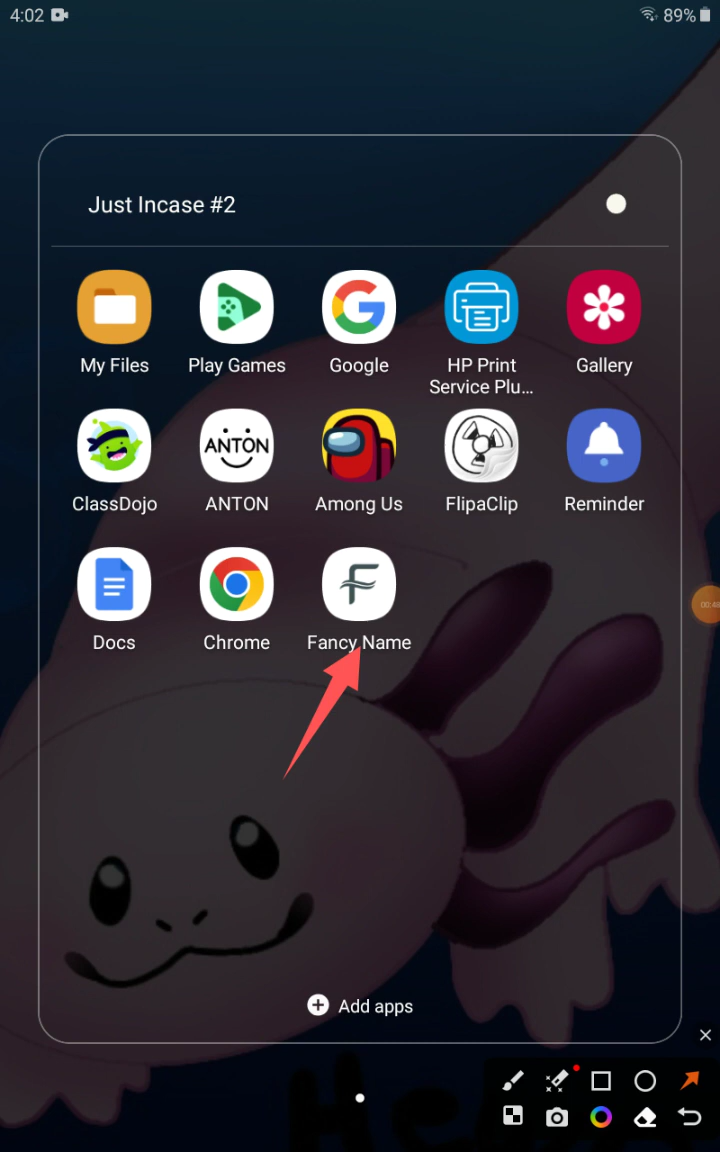 4:02
89%
Just Incase #2
My Files
Play Games
Google
HP Print
Service Plu...
Gallery
ANTON
ClassDojo
ANTON
Among Us
FlipaClip
Reminder
Docs
Chrome
Fancy Name
Add apps